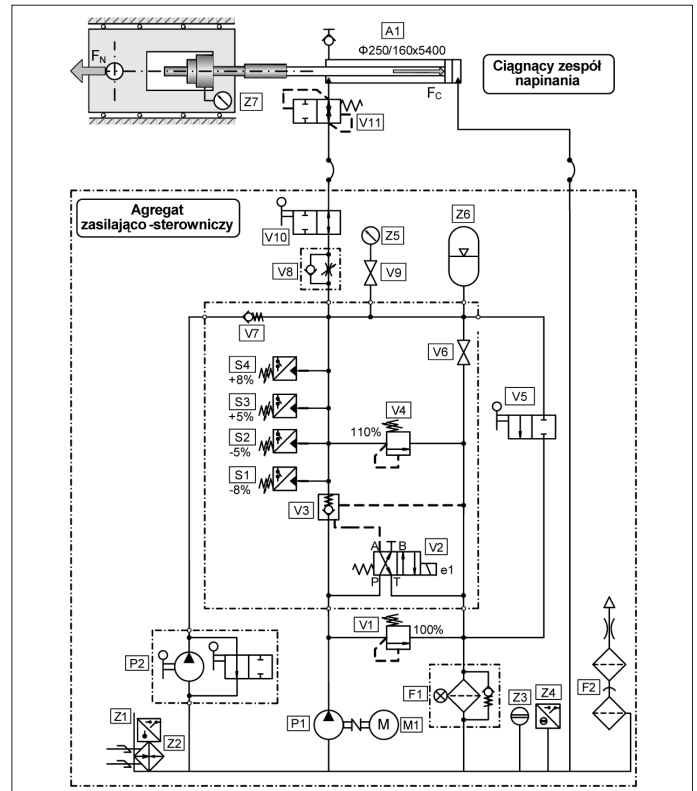 A1
Φ250/160x5400
F_N
Ciągnący zespół
napinania
F_C
Z7
V11
Agregat
zasilająco -sterowniczy
V10
Z5
Z6
V8
V9
V7
V6
S4
+8%
V5
S3
+5%
V4
110%
S2
-5%
S1
-8%
V3
A B
V2
e1
P T
V1
100%
P2
F1
F2
Z1
Z3
Z4
Z2
P1
M
M1